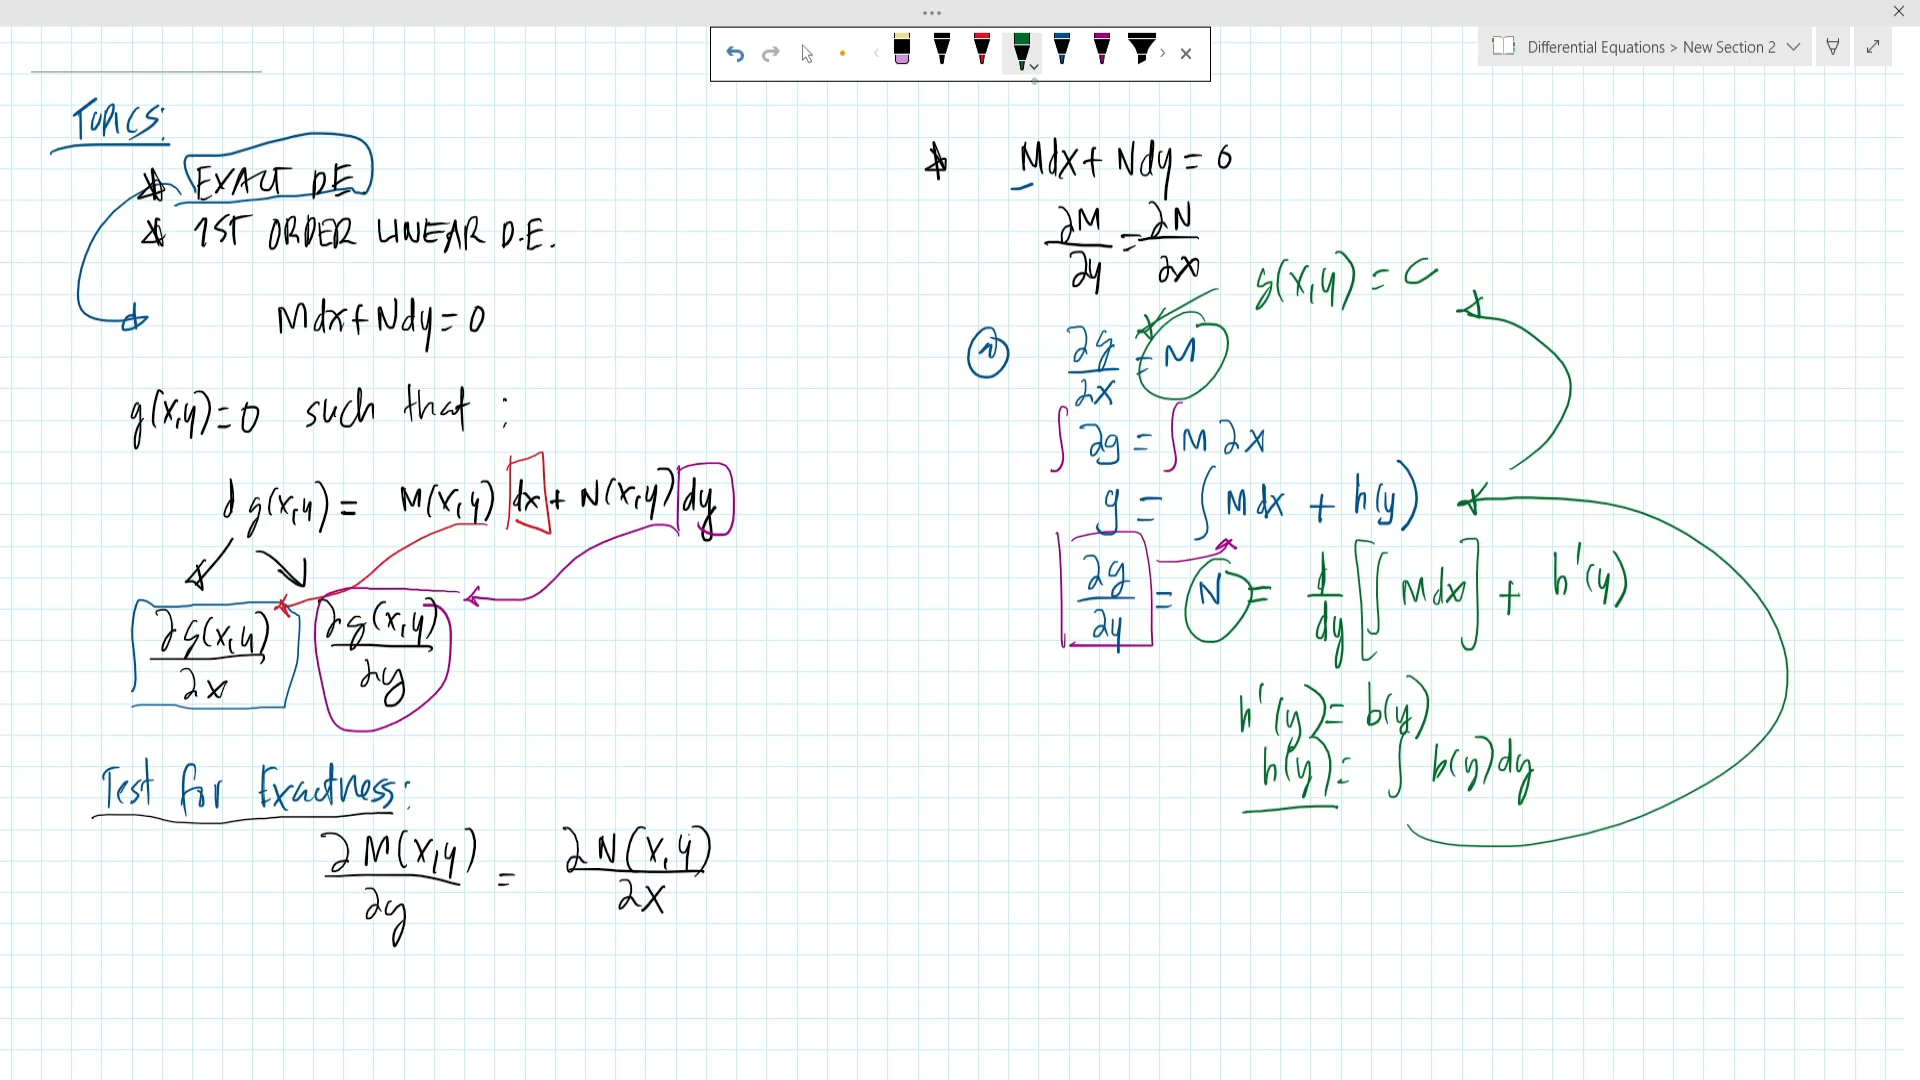 Differential Equations > New Section 2
TOPICS:
* EXACT DE
* 1ST ORDER LINEAR D.E.
Mdx+Ndy=0
g(x,y)=0 such that :
d g(x,y) = M(x,y) dx + N(x,y) dy
∂g(x,y)/∂x ∂g(x,y)/∂y
Test for Exactness:
∂M(x,y)/∂y = ∂N(x,y)/∂x
* Mdx + Ndy = 0
∂M/∂y = ∂N/∂x
g(x,y) = C
∂g/∂x = M
∫∂g = ∫M∂x
g = ∫Mdx + h(y)
∂g/∂y = N = d/dy [∫Mdx] + h'(y)
h'(y) = b(y)
h(y) = ∫ b(y)dy